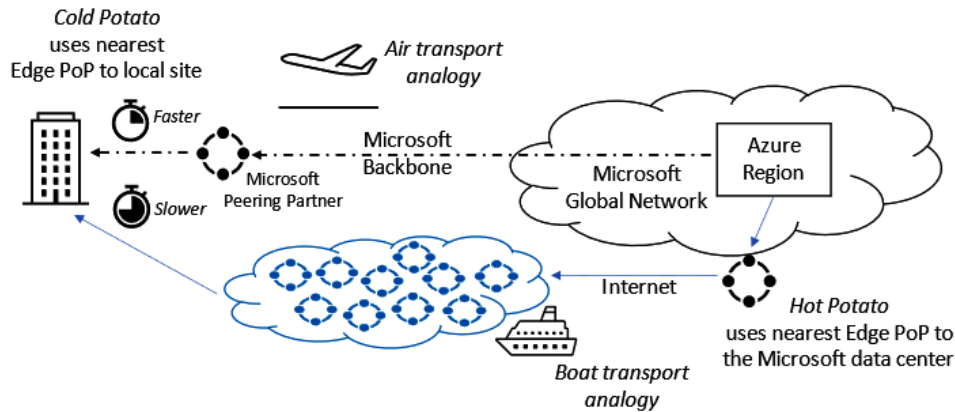 Cold Potato
uses nearest
Edge PoP to local site
Air transport
analogy
Faster
Microsoft
Backbone
Microsoft
Peering Partner
Azure
Region
Microsoft
Global Network
Slower
Internet
Hot Potato
uses nearest Edge PoP to
the Microsoft data center
Boat transport
analogy